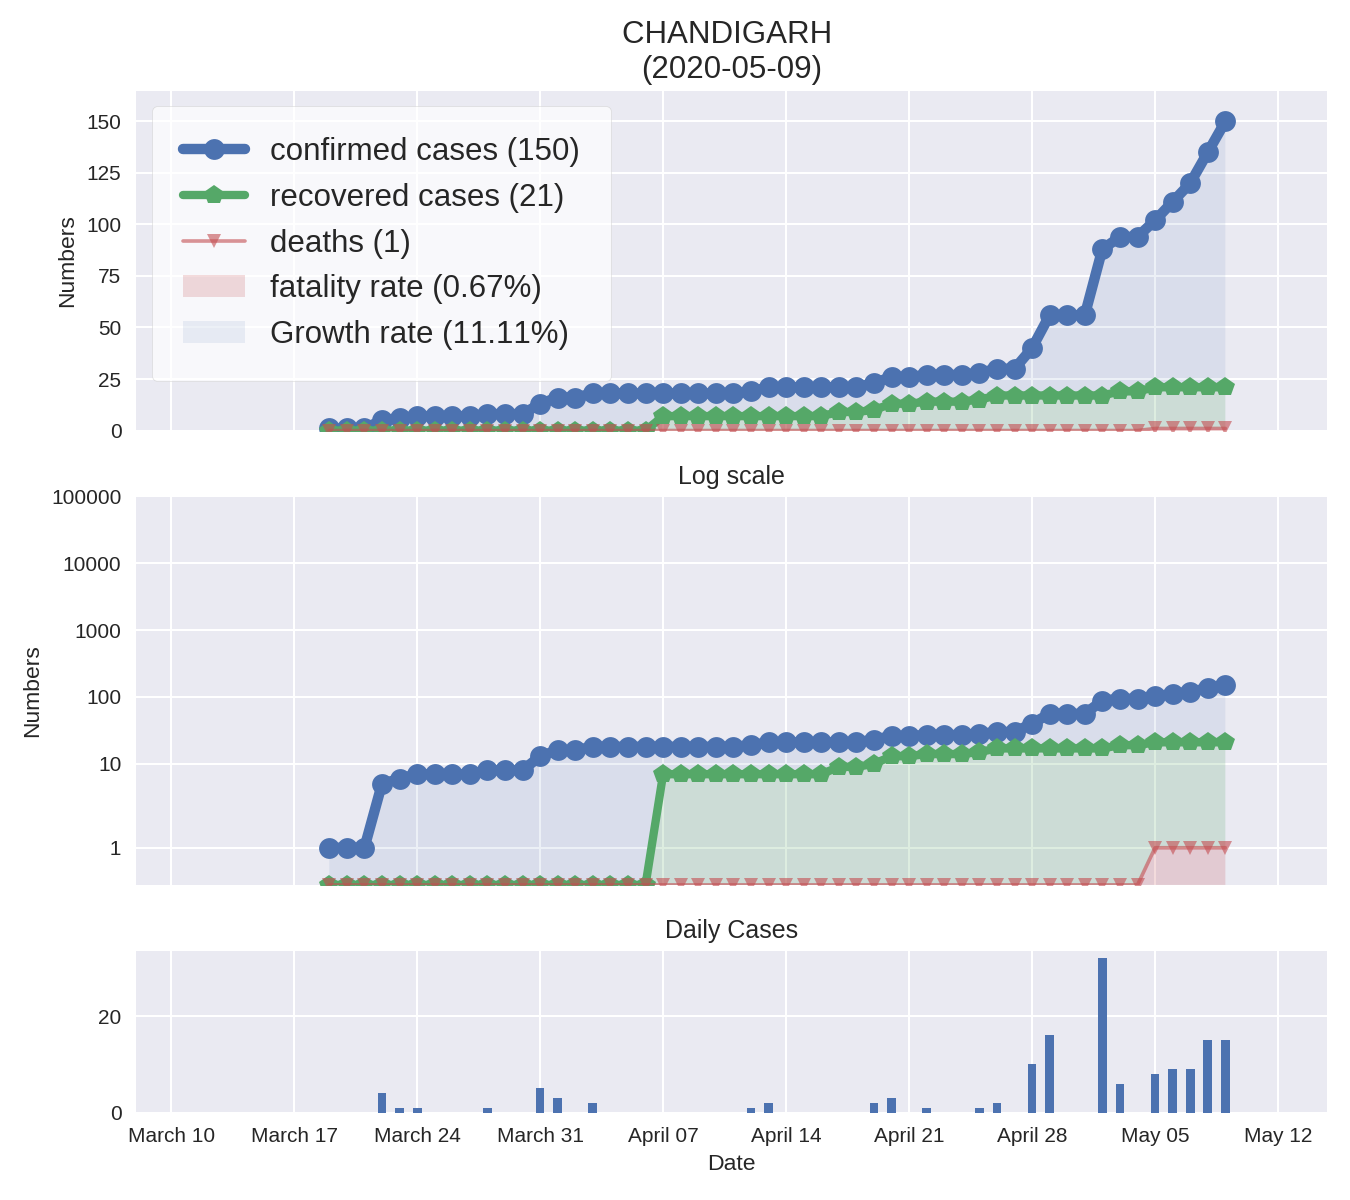 CHANDIGARH
(2020-05-09)
150
125
100
75
50
25
0
Numbers
confirmed cases (150)
recovered cases (21)
deaths (1)
fatality rate (0.67%)
Growth rate (11.11%)
Log scale
100000
10000
1000
100
10
1
Numbers
Daily Cases
20
0
March 10 March 17 March 24 March 31 April 07 April 14 April 21 April 28 May 05 May 12
Date